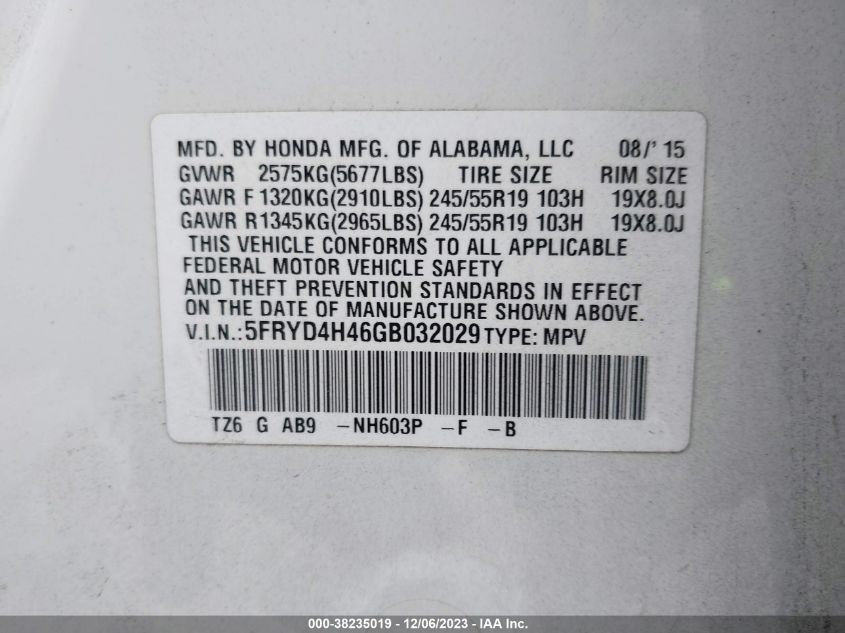 MFD. BY HONDA MFG. OF ALABAMA, LLC 08/' 15
GVWR 2575KG(5677LBS) TIRE SIZE RIM SIZE
GAWR F 1320KG(2910LBS) 245/55R19 103H 19X8.0J
GAWR R1345KG(2965LBS) 245/55R19 103H 19X8.0J
THIS VEHICLE CONFORMS TO ALL APPLICABLE
FEDERAL MOTOR VEHICLE SAFETY
AND THEFT PREVENTION STANDARDS IN EFFECT
ON THE DATE OF MANUFACTURE SHOWN ABOVE.
V.I.N.:5FRYD4H46GB032029 TYPE: MPV
TZ6 G AB9 -NH603P -F -B
000-38235019 - 12/06/2023 - IAA Inc.